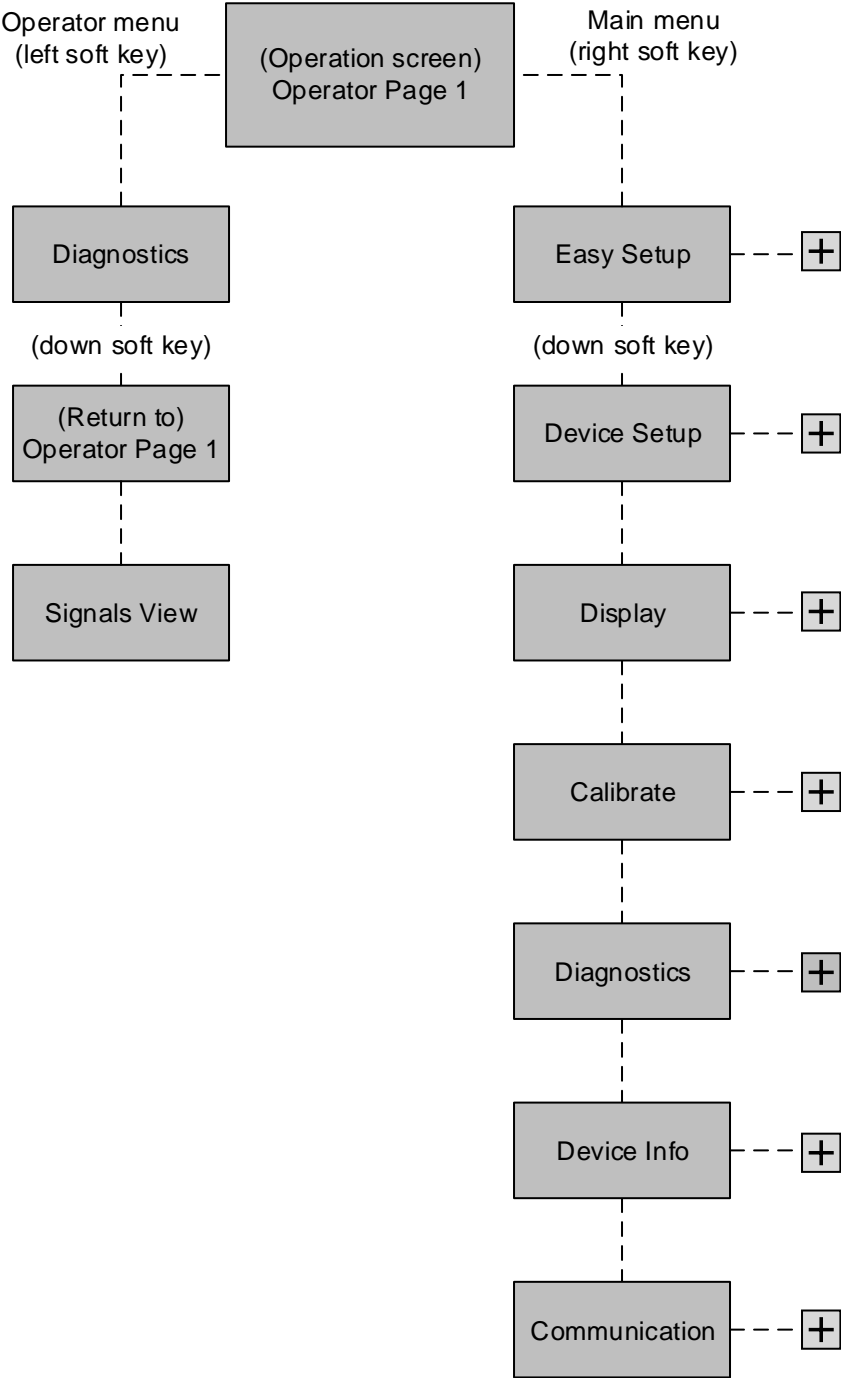 Operator menu
(left soft key)
(Operation screen)
Operator Page 1
Main menu
(right soft key)
Diagnostics
Easy Setup
+
(down soft key)
(down soft key)
(Return to)
Operator Page 1
Device Setup
+
Signals View
Display
+
Calibrate
+
Diagnostics
+
Device Info
+
Communication
+